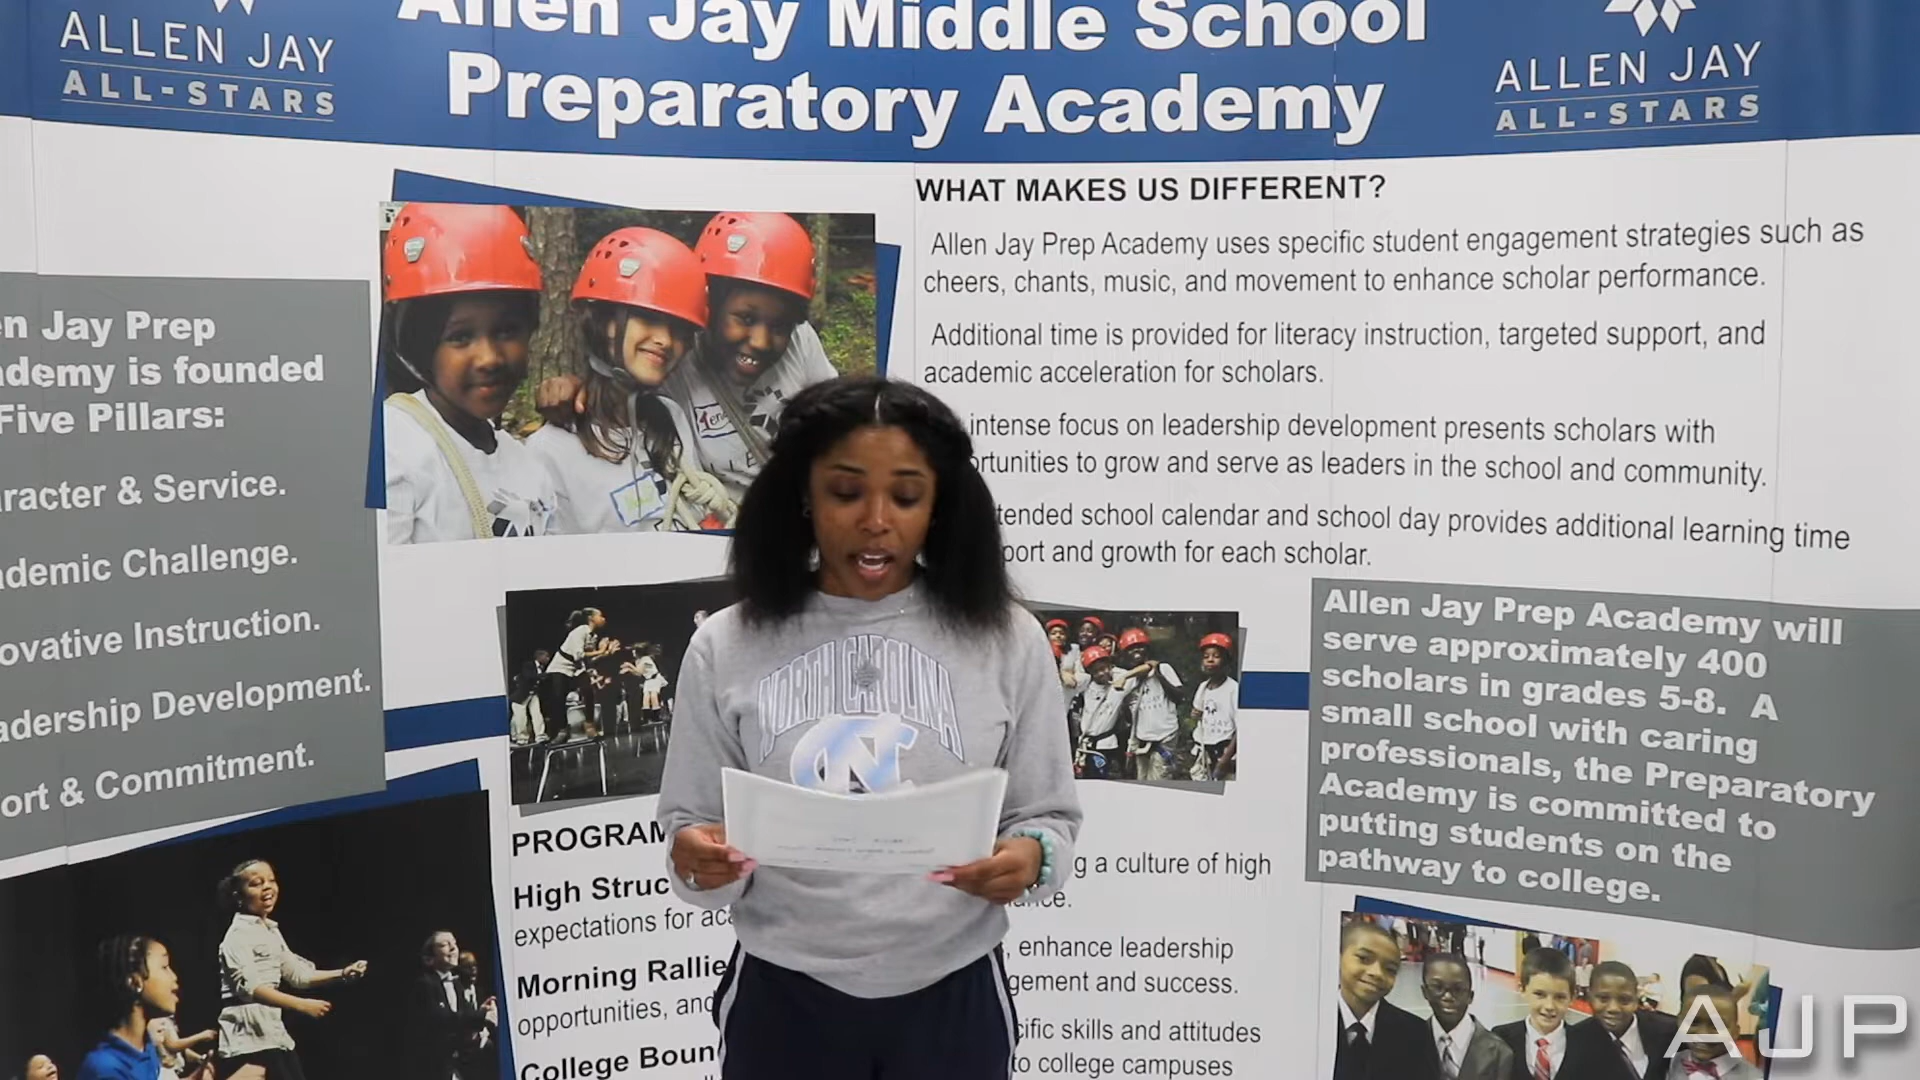 ALLEN JAY
ALL-STARS
Allen Jay Middle School
Preparatory Academy
ALLEN JAY
ALL-STARS
en Jay Prep
ademy is founded
Five Pillars:
aracter & Service.
ademic Challenge.
ovative Instruction.
adership Development.
ort & Commitment.
WHAT MAKES US DIFFERENT?
Allen Jay Prep Academy uses specific student engagement strategies such as
cheers, chants, music, and movement to enhance scholar performance.
Additional time is provided for literacy instruction, targeted support, and
academic acceleration for scholars.
intense focus on leadership development presents scholars with
ortunities to grow and serve as leaders in the school and community.
tended school calendar and school day provides additional learning time
port and growth for each scholar.
Allen Jay Prep Academy will
serve approximately 400
scholars in grades 5-8. A
small school with caring
professionals, the Preparatory
Academy is committed to
putting students on the
pathway to college.
NORTH CAROLINA
NC
PROGRAM
High Struc
g a culture of high
expectations for aca
ance.
Morning Rallie
, enhance leadership
opportunities, and
gement and success.
College Boun
cific skills and attitudes
to college campuses
AJP